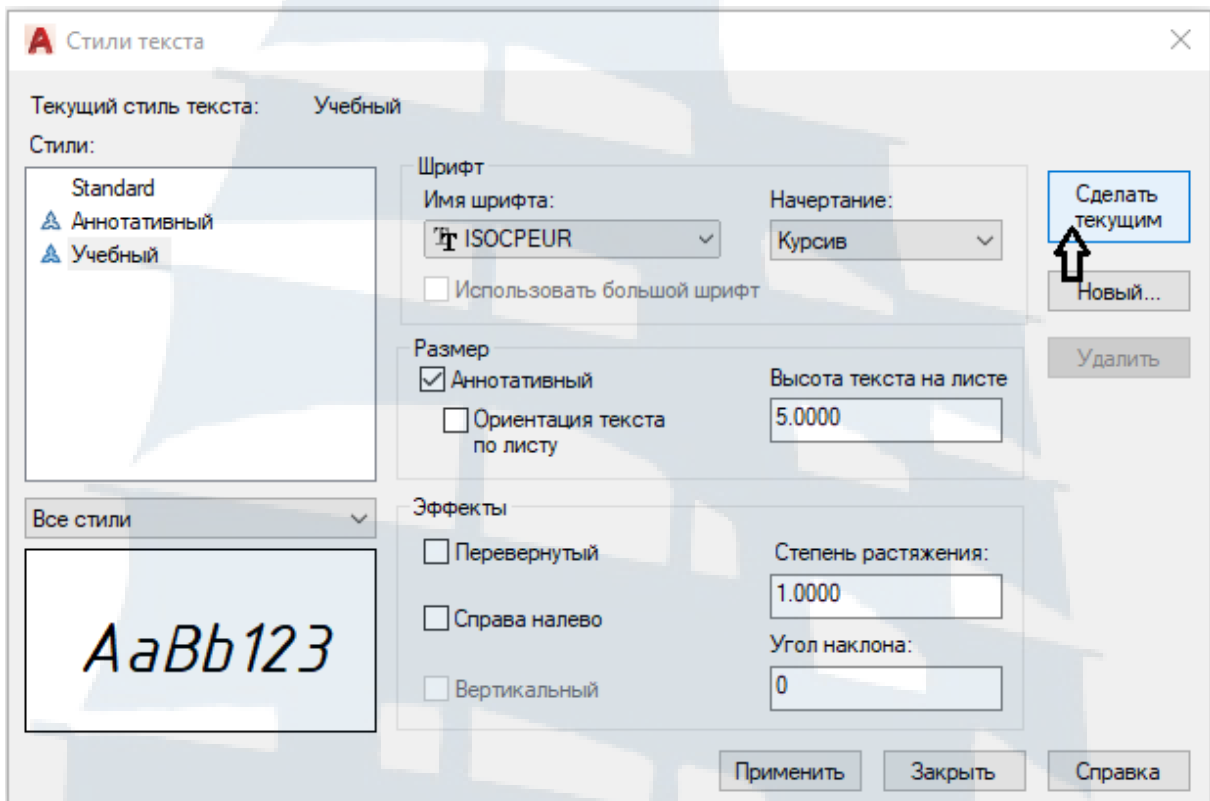 Стили текста
Текущий стиль текста: Учебный
Стили:
Standard
Аннотативный
Учебный
Все стили
AaBb123
Шрифт
Имя шрифта:
ISOCPEUR
Использовать большой шрифт
Начертание:
Курсив
Размер
Аннотативный
Ориентация текста
по листу
Высота текста на листе
5.0000
Эффекты
Перевернутый
Справа налево
Вертикальный
Степень растяжения:
1.0000
Угол наклона:
0
Сделать
текущим
Новый...
Удалить
Применить
Закрыть
Справка